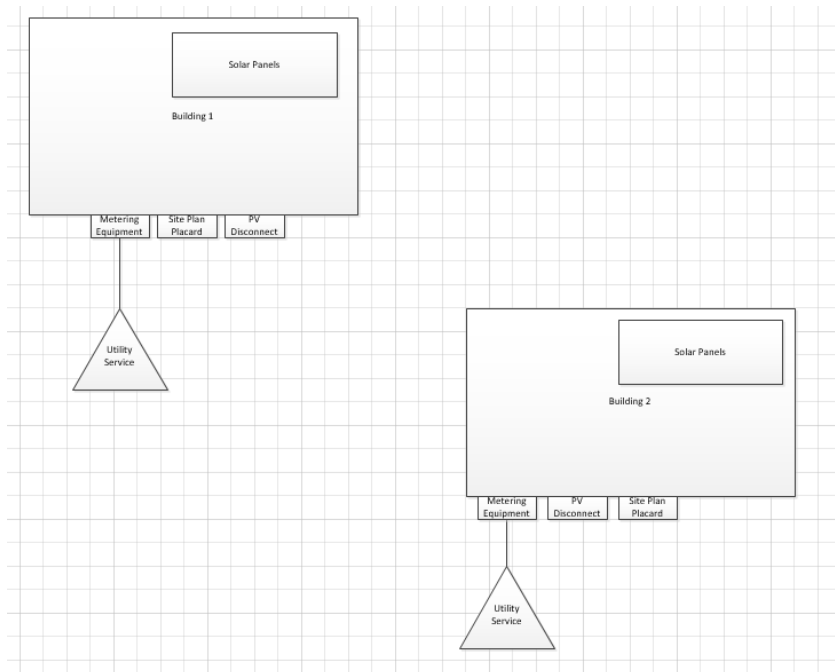 Solar Panels
Building 1
Metering
Equipment
Site Plan
Placard
PV
Disconnect
Utility
Service
Solar Panels
Building 2
Metering
Equipment
PV
Disconnect
Site Plan
Placard
Utility
Service